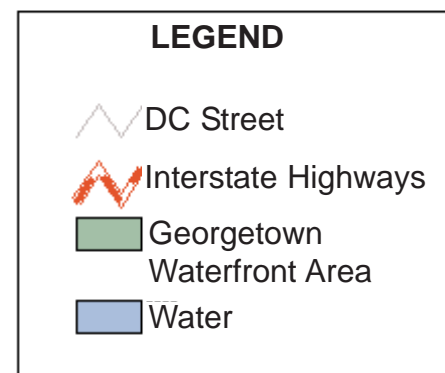 LEGEND
DC Street
Interstate Highways
Georgetown
Waterfront Area
Water